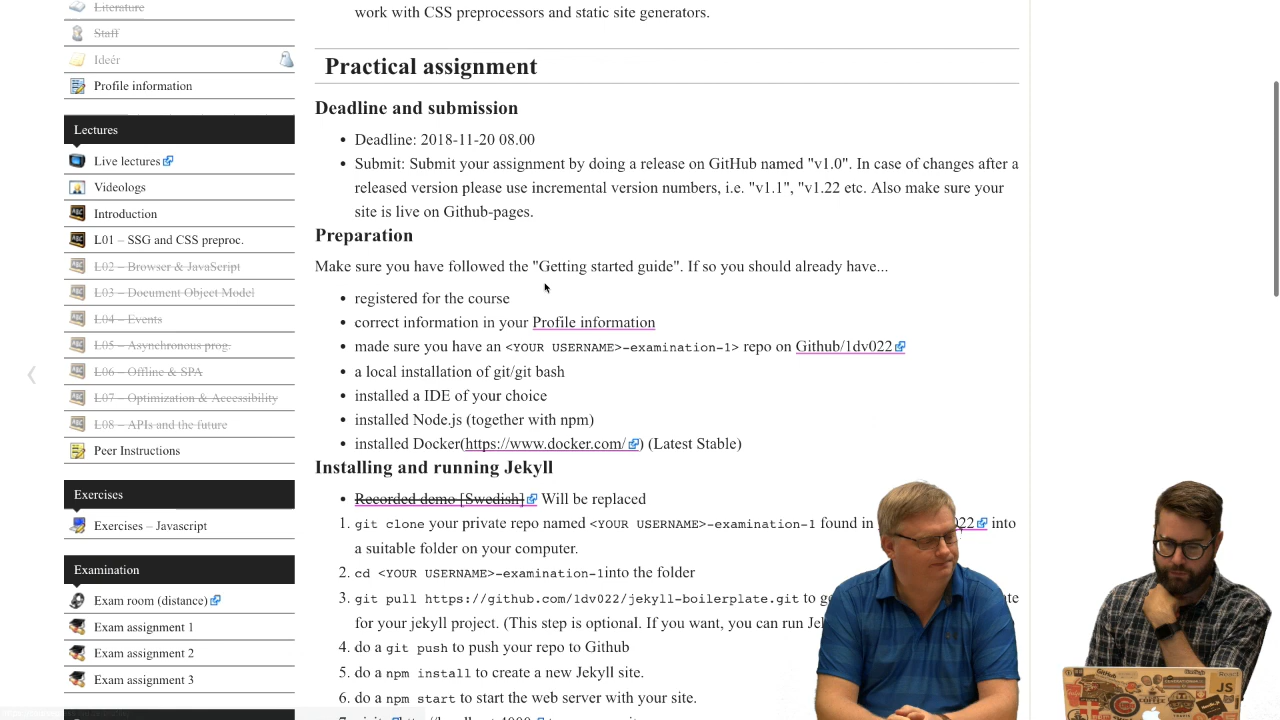 Literature
Staff
Ideér
Profile information
Lectures
Live lectures
Videologs
Introduction
L01 – SSG and CSS preproc.
L02 – Browser & JavaScript
L03 – Document Object Model
L04 – Events
L05 – Asynchronous prog.
L06 – Offline & SPA
L07 – Optimization & Accessibility
L08 – APIs and the future
Peer Instructions
Exercises
Exercises – Javascript
Examination
Exam room (distance)
Exam assignment 1
Exam assignment 2
Exam assignment 3
work with CSS preprocessors and static site generators.
Practical assignment
Deadline and submission
• Deadline: 2018-11-20 08.00
• Submit: Submit your assignment by doing a release on GitHub named "v1.0". In case of changes after a
released version please use incremental version numbers, i.e. "v1.1", "v1.22 etc. Also make sure your
site is live on Github-pages.
Preparation
Make sure you have followed the "Getting started guide". If so you should already have...
• registered for the course
• correct information in your Profile information
• made sure you have an <YOUR USERNAME>-examination-1> repo on Github/1dv022
• a local installation of git/git bash
• installed a IDE of your choice
• installed Node.js (together with npm)
• installed Docker(https://www.docker.com/) (Latest Stable)
Installing and running Jekyll
• Recorded demo [Swedish] Will be replaced
1. git clone your private repo named <YOUR USERNAME>-examination-1 found in 022 into
a suitable folder on your computer.
2. cd <YOUR USERNAME>-examination-1into the folder
3. git pull https://github.com/1dv022/jekyll-boilerplate.git to
for your jekyll project. (This step is optional. If you want, you can run
4. do a git push to push your repo to Github
5. do a npm install to create a new Jekyll site.
6. do a npm start to start the web server with your site.
GitHub
React
JS